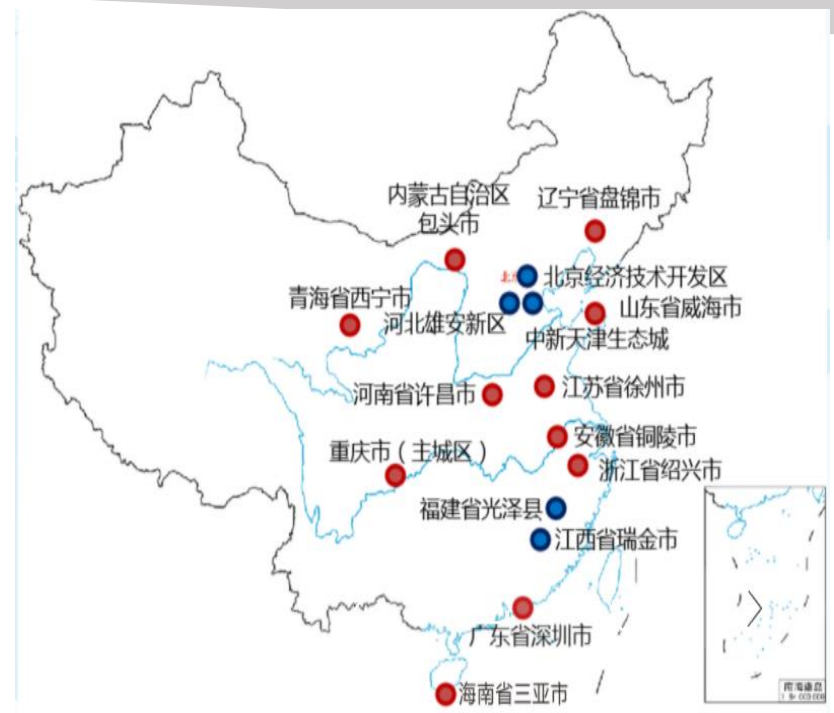 内蒙古自治区
包头市
辽宁省盘锦市
北京经济技术开发区
青海省西宁市
河北雄安新区
山东省威海市
中新天津生态城
河南省许昌市
江苏省徐州市
安徽省铜陵市
重庆市（主城区）
浙江省绍兴市
福建省光泽县
江西省瑞金市
广东省深圳市
海南省三亚市
南海诸岛